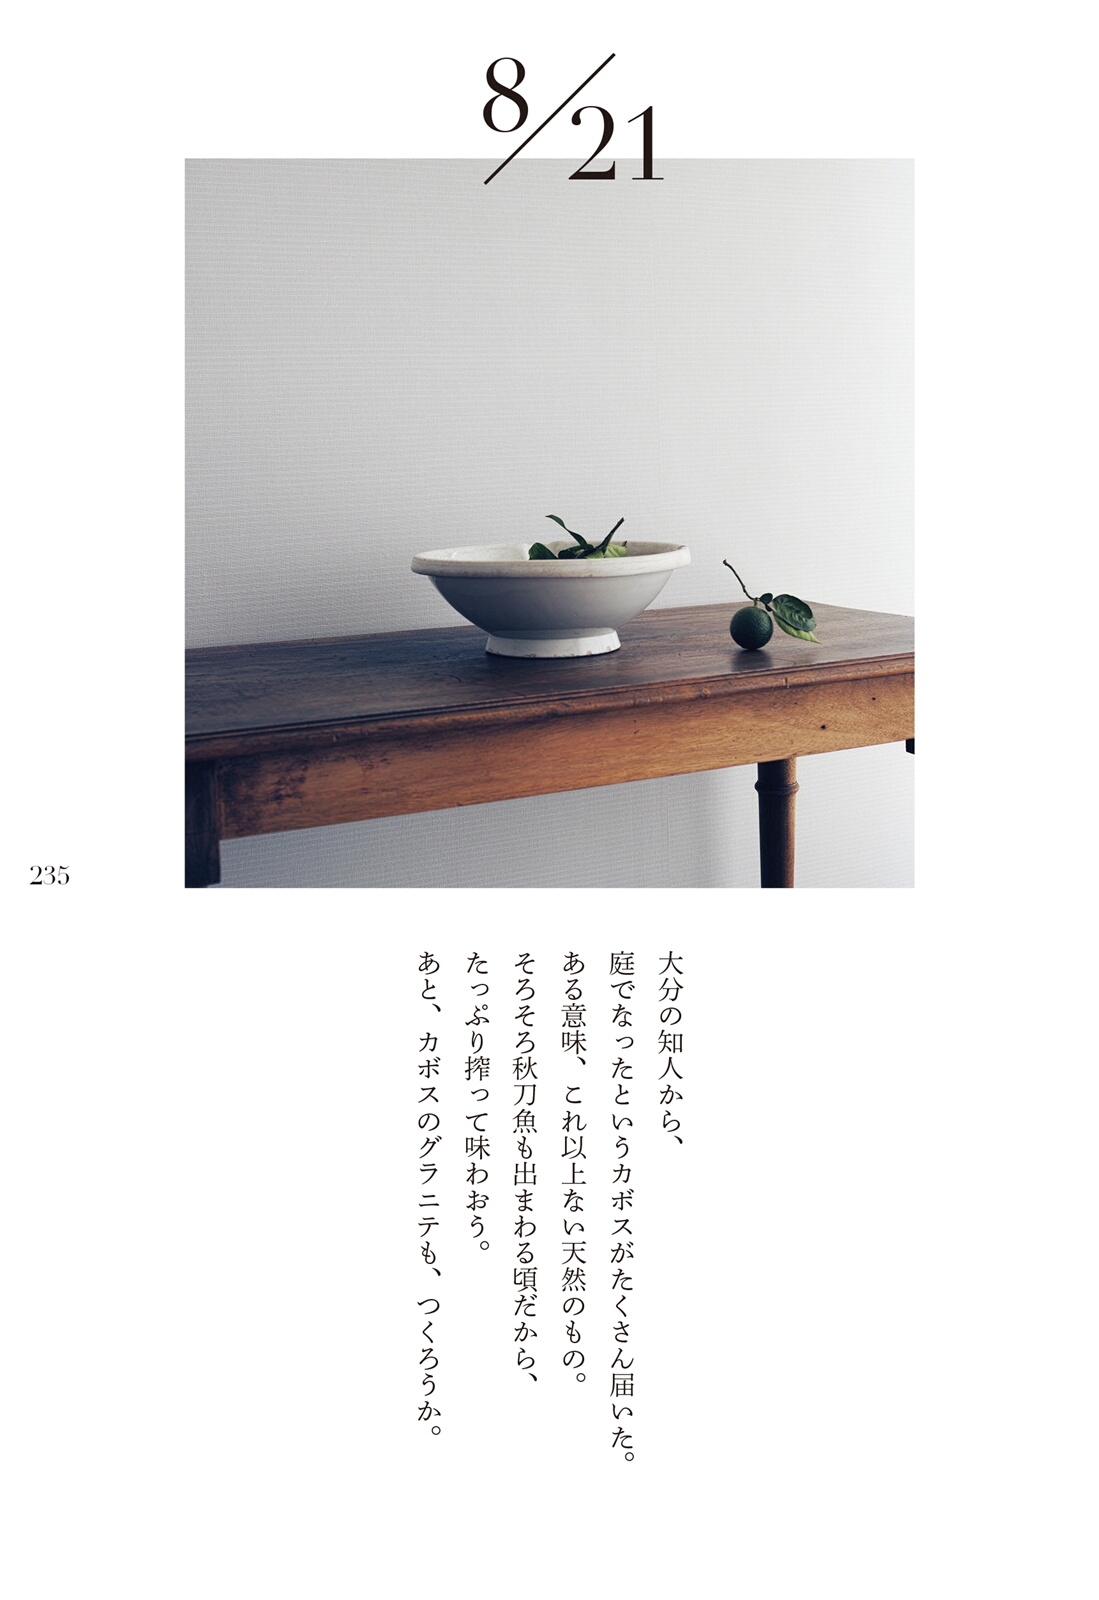 8/21
大分の知人から、
庭でなったというカボスがたくさん届いた。
ある意味、これ以上ない天然のもの。
そろそろ秋刀魚も出まわる頃だから、
たっぷり搾って味わおう。
あと、カボスのグラニテも、つくろうか。
235